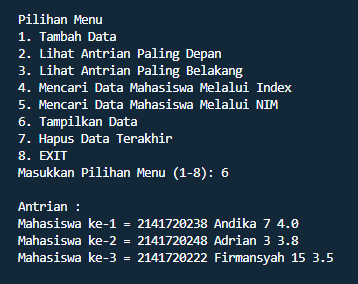 Pilihan Menu
1. Tambah Data
2. Lihat Antrian Paling Depan
3. Lihat Antrian Paling Belakang
4. Mencari Data Mahasiswa Melalui Index
5. Mencari Data Mahasiswa Melalui NIM
6. Tampilkan Data
7. Hapus Data Terakhir
8. EXIT
Masukkan Pilihan Menu (1-8): 6
Antrian :
Mahasiswa ke-1 = 2141720238 Andika 7 4.0
Mahasiswa ke-2 = 2141720248 Adrian 3 3.8
Mahasiswa ke-3 = 2141720222 Firmansyah 15 3.5